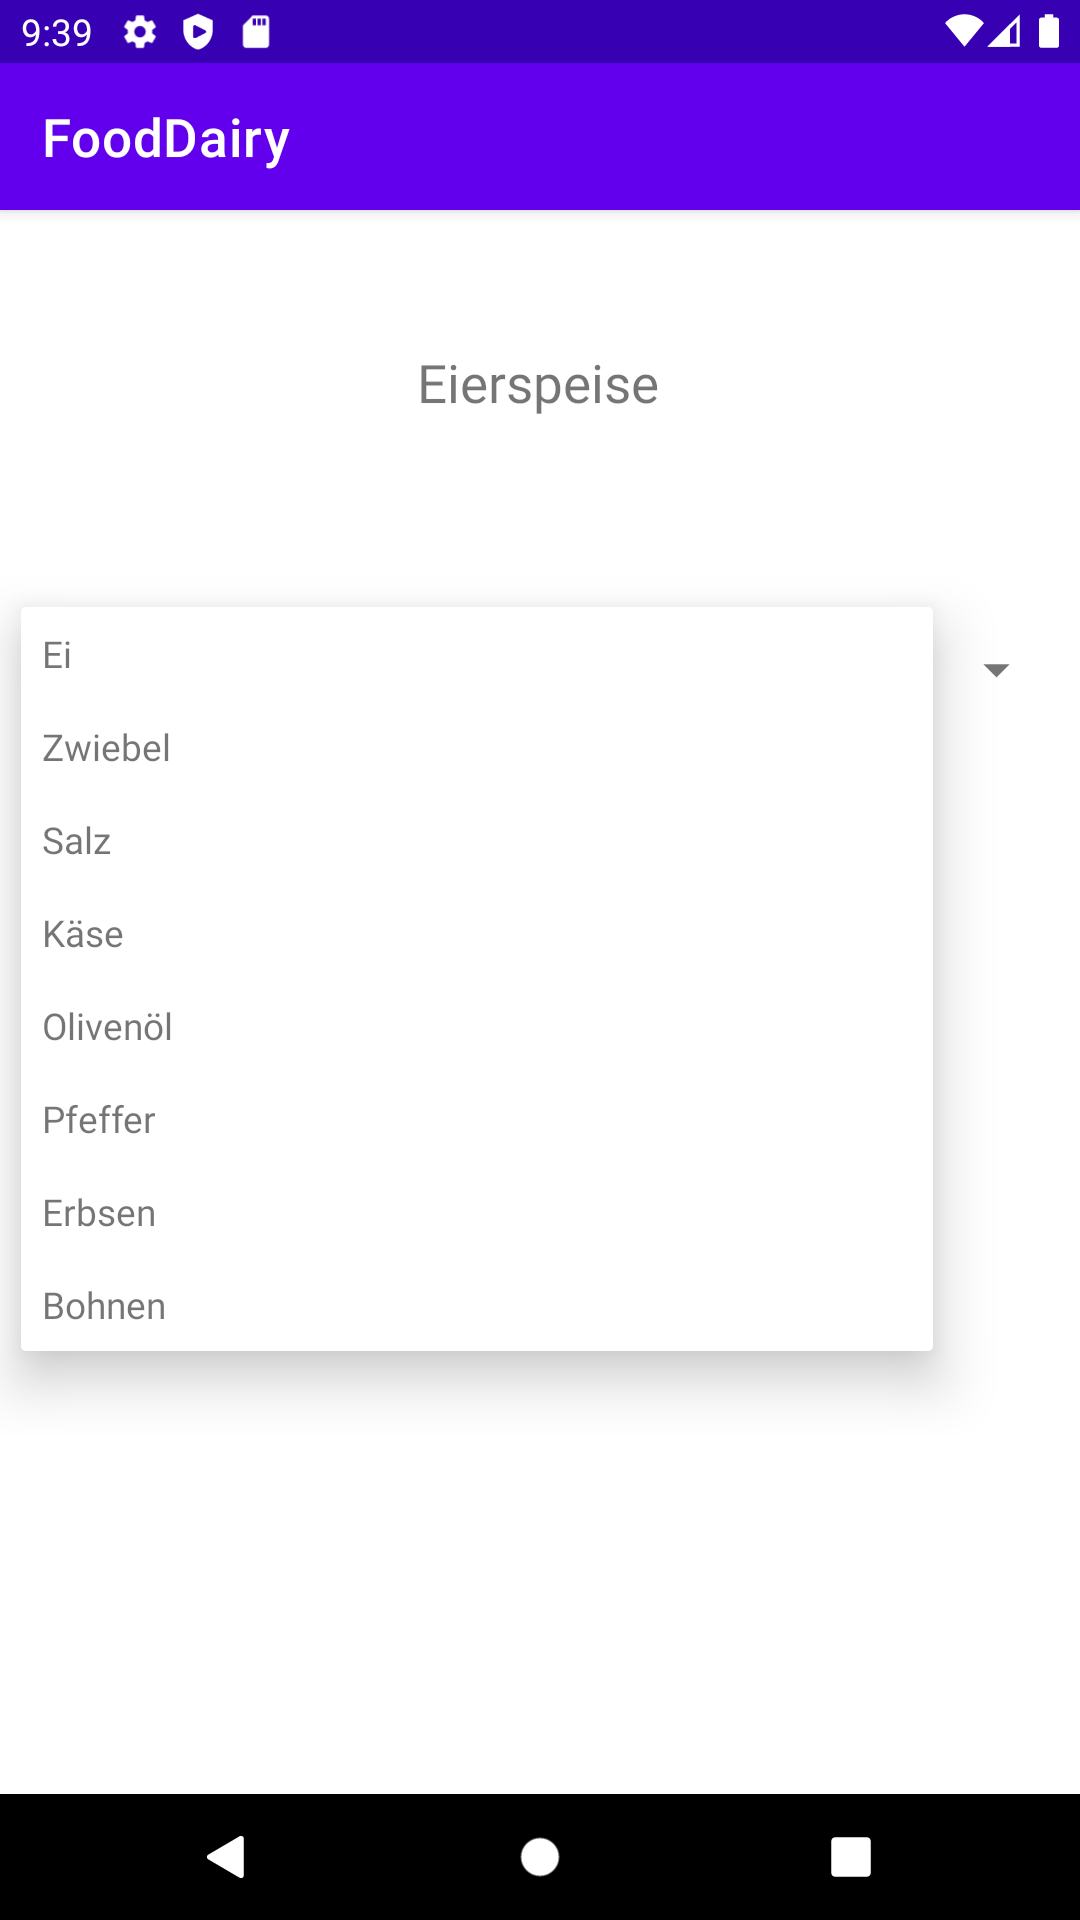 9:39
FoodDairy
Eierspeise
Ei
Zwiebel
Salz
Käse
Olivenöl
Pfeffer
Erbsen
Bohnen